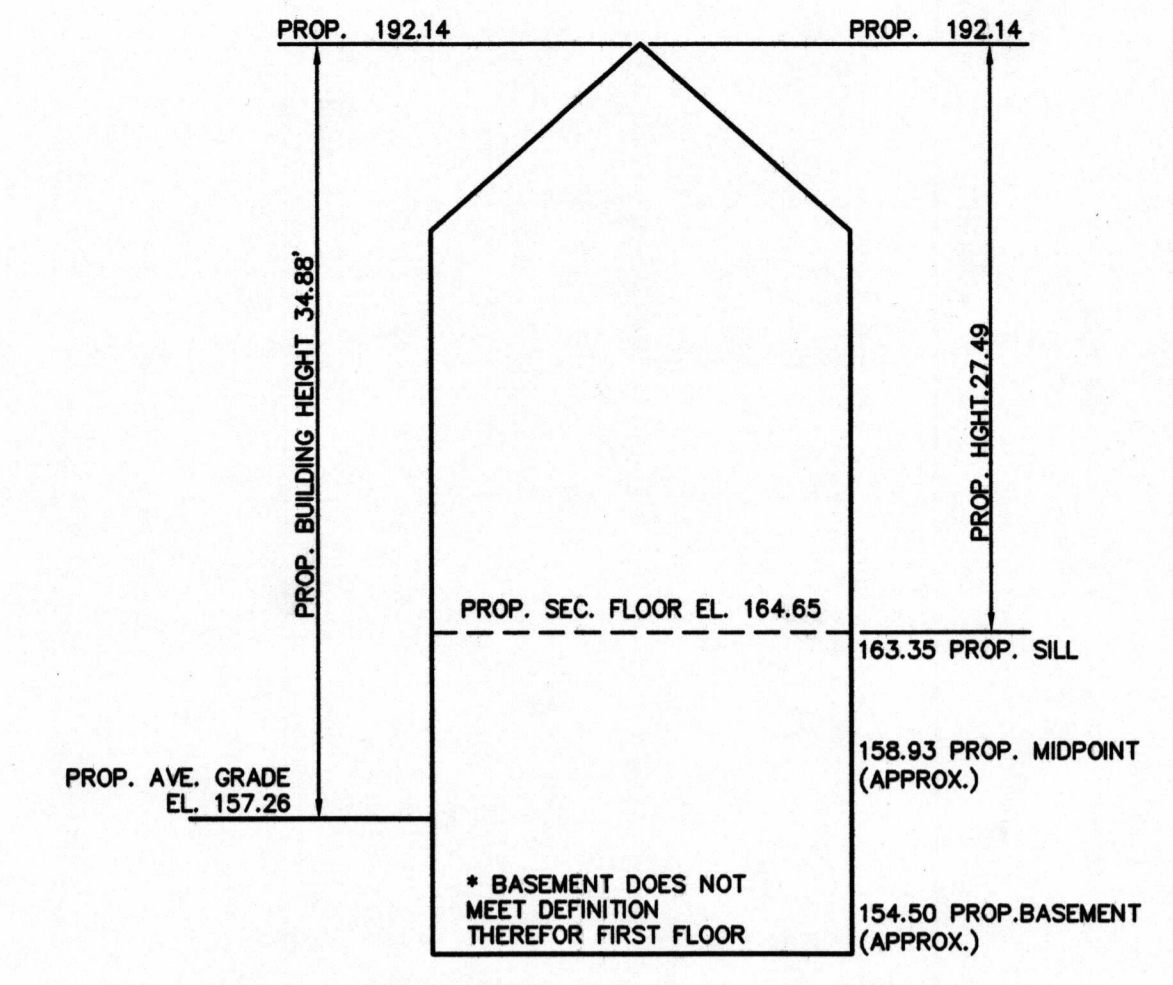 PROP. 192.14
PROP. 192.14
PROP. BUILDING HEIGHT 34.88'
PROP. HGHT.27.49
PROP. SEC. FLOOR EL. 164.65
163.35 PROP. SILL
158.93 PROP. MIDPOINT
(APPROX.)
PROP. AVE. GRADE
EL. 157.26
* BASEMENT DOES NOT
MEET DEFINITION
THEREFOR FIRST FLOOR
154.50 PROP.BASEMENT
(APPROX.)